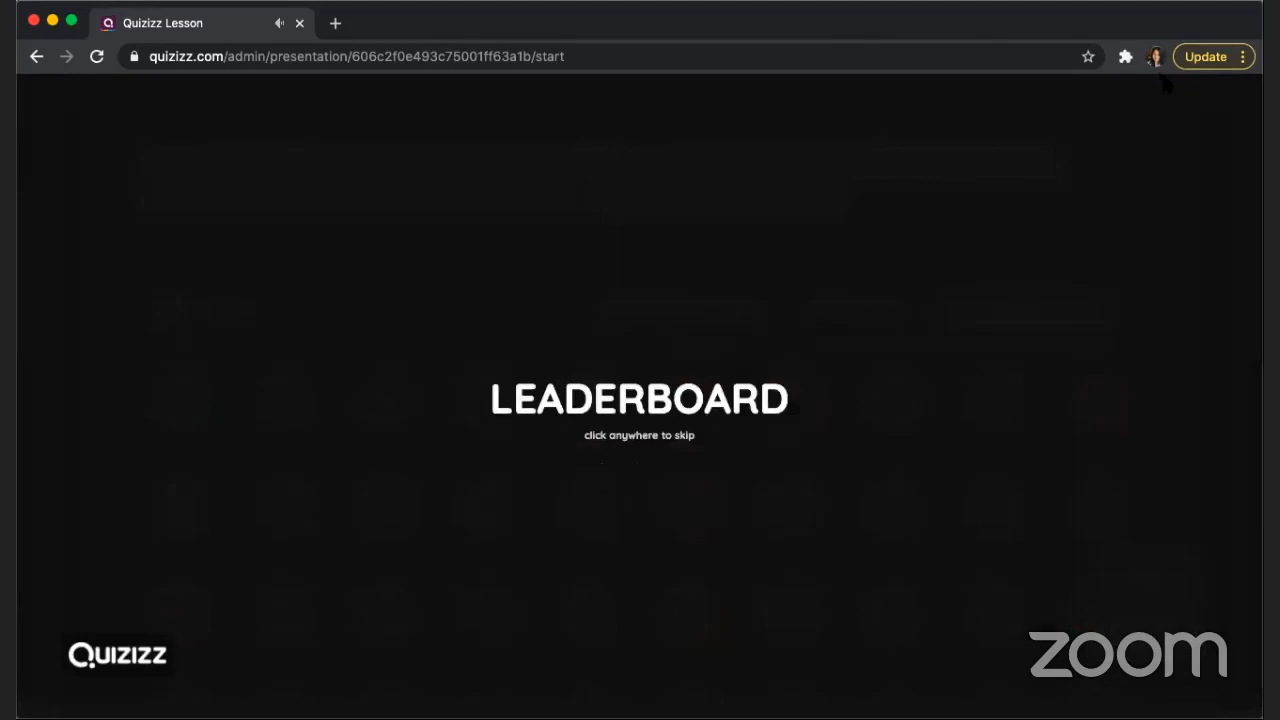 Quizizz Lesson
quizizz.com/admin/presentation/606c2f0e493c75001ff63a1b/start
Update
LEADERBOARD
click anywhere to skip
QUIZIZZ
zoom